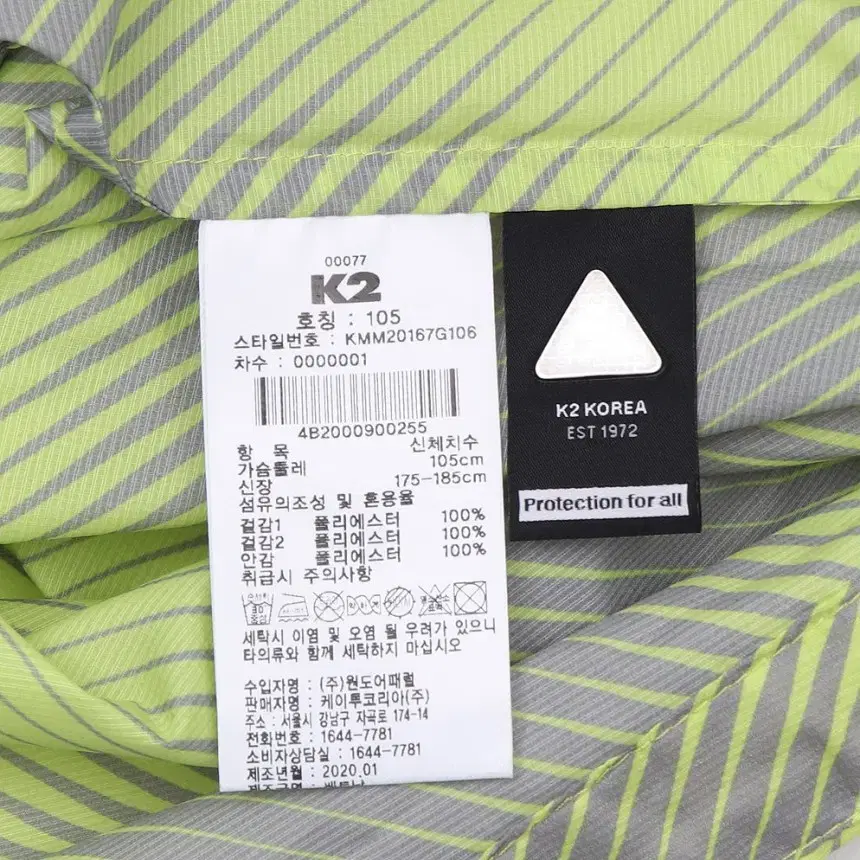 00077
K2
호칭 : 105
스타일번호 : KMM20167G106
차수 : 0000001
4B2000900255
항 목 신체치수
가슴둘레 105cm
신장 175-185cm
섬유의조성 및 혼용율
겉감1 폴리에스터 100%
겉감2 폴리에스터 100%
안감 폴리에스터 100%
취급시 주의사항
세탁시 이염 및 오염 될 우려가 있으니
타의류와 함께 세탁하지 마십시오
수입자명 : (주)원도어패럴
판매자명 : 케이투코리아(주)
주소 : 서울시 강남구 자곡로 174-14
전화번호 : 1644-7781
소비자상담실 : 1644-7781
제조년월 : 2020.01
K2 KOREA
EST 1972
Protection for all